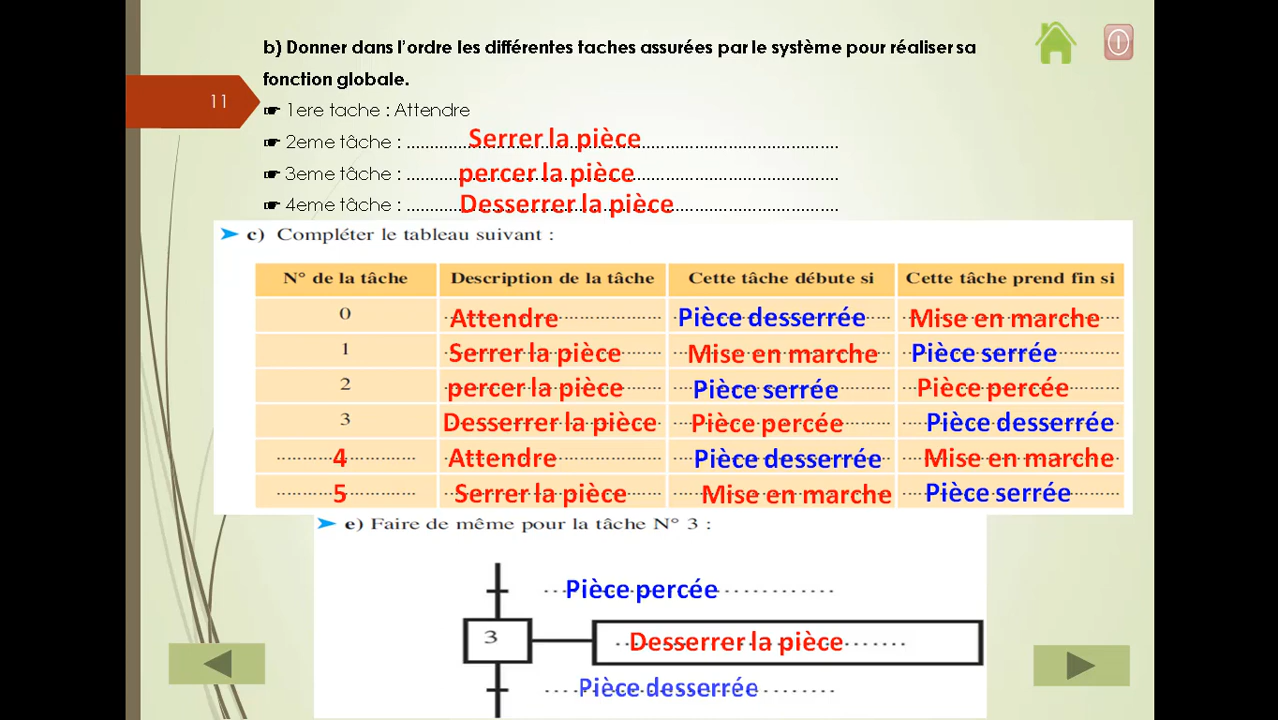 b) Donner dans l'ordre les différentes taches assurées par le système pour réaliser sa
fonction globale.
11
☛ 1ere tache : Attendre
☛ 2eme tâche : Serrer la pièce
☛ 3eme tâche : percer la pièce
☛ 4eme tâche : Desserrer la pièce
➤ c) Compléter le tableau suivant :
N° de la tâche Description de la tâche Cette tâche débute si Cette tâche prend fin si
0 Attendre Pièce desserrée Mise en marche
1 Serrer la pièce Mise en marche Pièce serrée
2 percer la pièce Pièce serrée Pièce percée
3 Desserrer la pièce Pièce percée Pièce desserrée
4 Attendre Pièce desserrée Mise en marche
5 Serrer la pièce Mise en marche Pièce serrée
➤ e) Faire de même pour la tâche N° 3 :
Pièce percée
3 Desserrer la pièce
Pièce desserrée